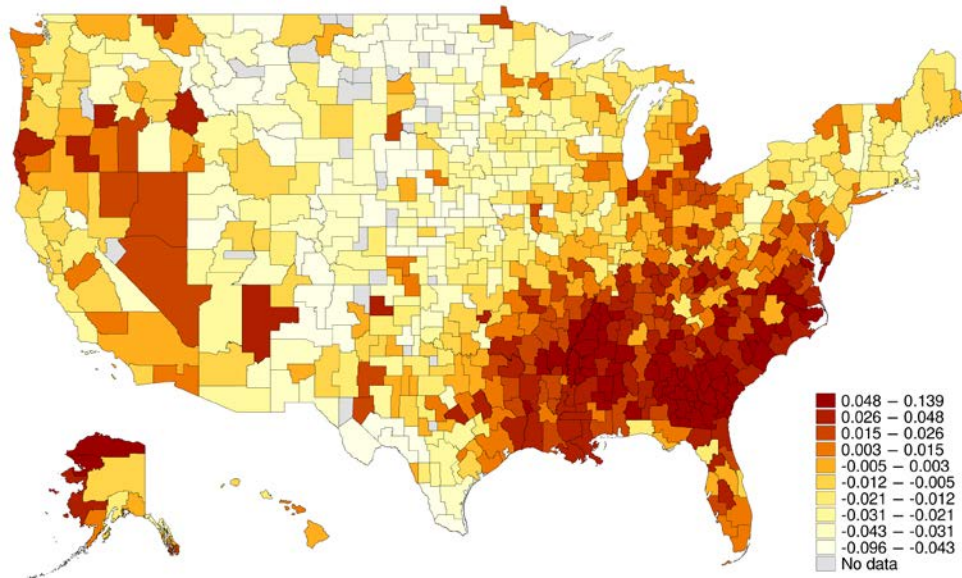 0.048 – 0.139
0.026 – 0.048
0.015 – 0.026
0.003 – 0.015
-0.005 – 0.003
-0.012 – -0.005
-0.021 – -0.012
-0.031 – -0.021
-0.043 – -0.031
-0.096 – -0.043
No data